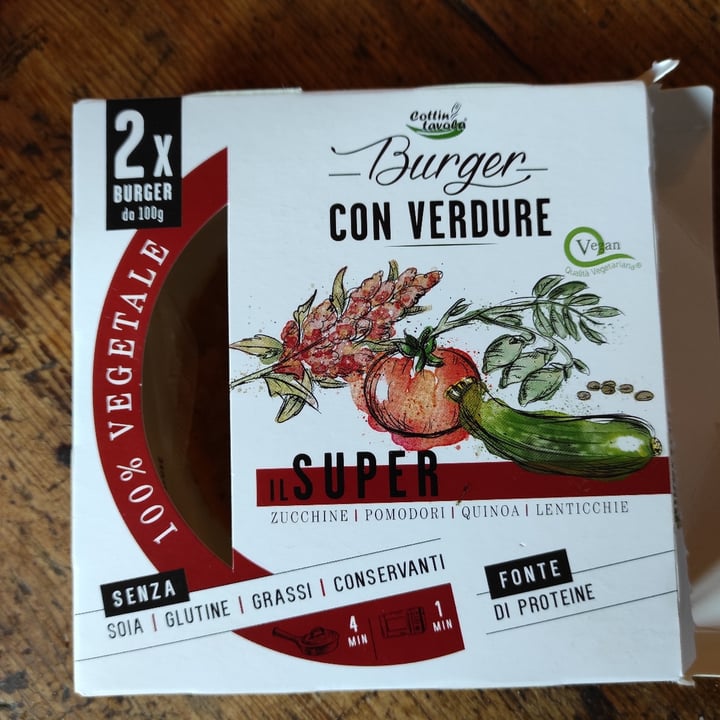 2x
BURGER
da 100g
Cottin
tavola
Burger
CON VERDURE
Vegan
Qualità Vegetariana®
100% VEGETALE
IL SUPER
ZUCCHINE | POMODORI | QUINOA | LENTICCHIE
SENZA
SOIA | GLUTINE | GRASSI | CONSERVANTI
4
MIN
1
MIN
FONTE
DI PROTEINE